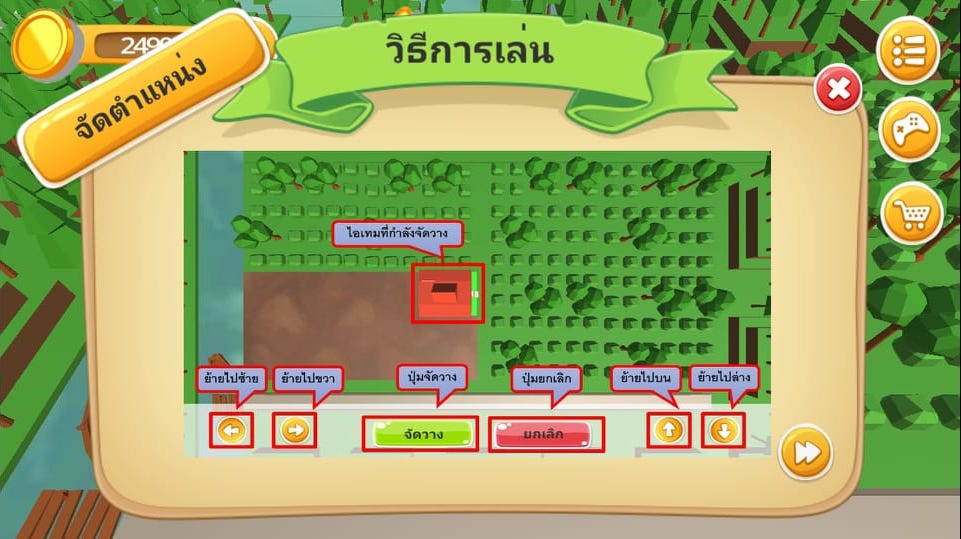 วิธีการเล่น
จัดตำแหน่ง
ไอเทมที่กำลังจัดวาง
ย้ายไปซ้าย
ย้ายไปขวา
ปุ่มจัดวาง
ปุ่มยกเลิก
ย้ายไปบน
ย้ายไปล่าง
จัดวาง
ยกเลิก